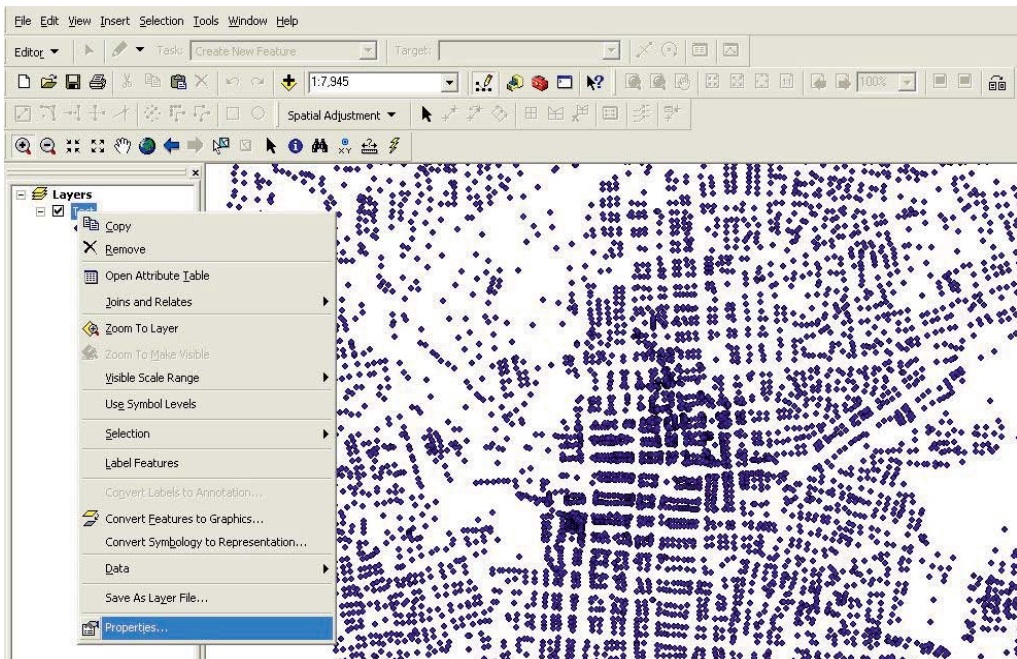 File Edit View Insert Selection Tools Window Help
Editor Task: Create New Feature Target:
1:7,945 100%
Spatial Adjustment
Layers
Copy
Remove
Open Attribute Table
Joins and Relates
Zoom To Layer
Zoom To Make Visible
Visible Scale Range
Use Symbol Levels
Selection
Label Features
Convert Labels to Annotation...
Convert Features to Graphics...
Convert Symbology to Representation...
Data
Save As Layer File...
Properties...